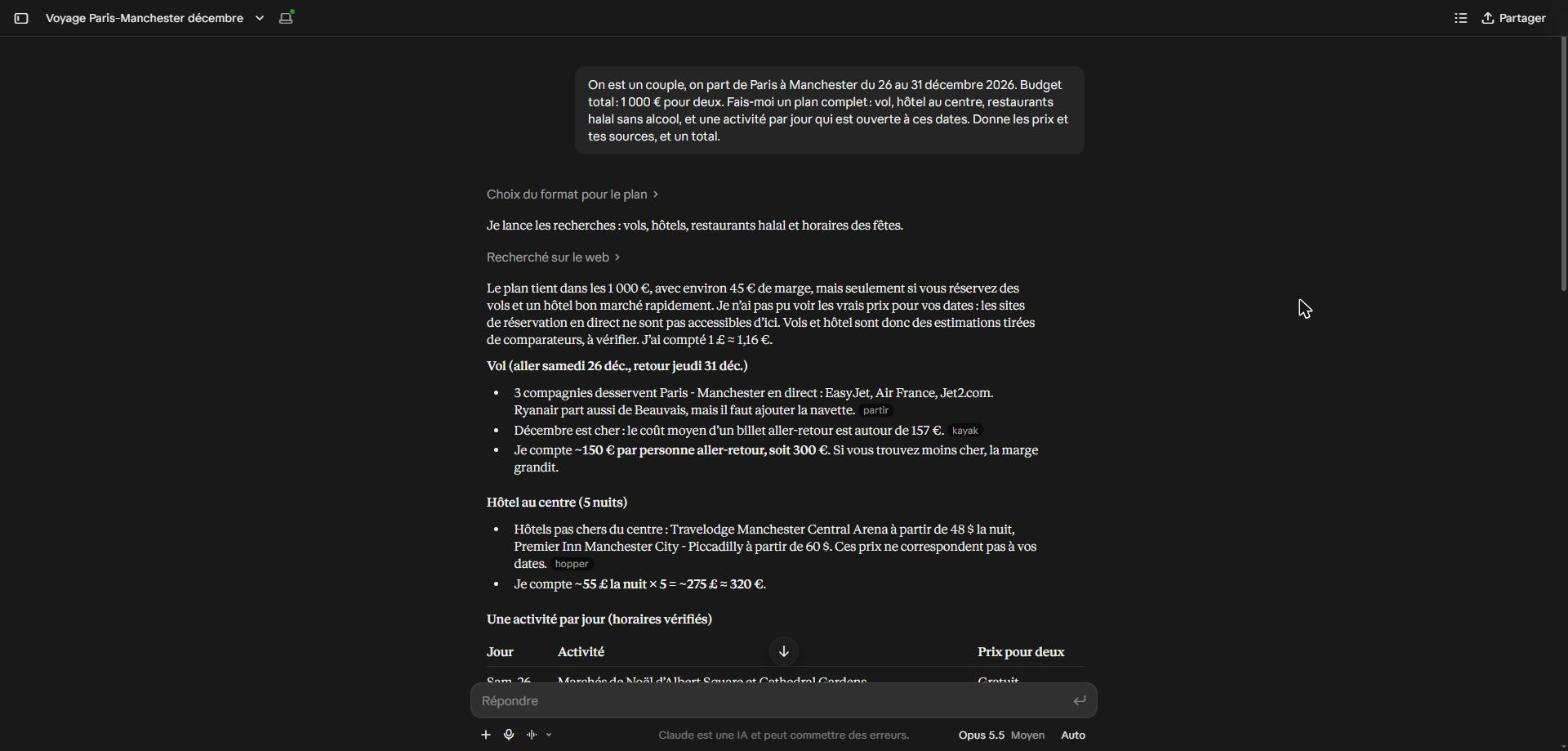 Voyage Paris-Manchester décembre
Partager
On est un couple, on part de Paris à Manchester du 26 au 31 décembre 2026. Budget
total : 1 000 € pour deux. Fais-moi un plan complet : vol, hôtel au centre, restaurants
halal sans alcool, et une activité par jour qui est ouverte à ces dates. Donne les prix et
tes sources, et un total.
Choix du format pour le plan
Je lance les recherches : vols, hôtels, restaurants halal et horaires des fêtes.
Recherché sur le web
Le plan tient dans les 1 000 €, avec environ 45 € de marge, mais seulement si vous réservez des
vols et un hôtel bon marché rapidement. Je n'ai pas pu voir les vrais prix pour vos dates : les sites
de réservation en direct ne sont pas accessibles d'ici. Vols et hôtel sont donc des estimations tirées
de comparateurs, à vérifier. J'ai compté 1 £ ≈ 1,16 €.
Vol (aller samedi 26 déc., retour jeudi 31 déc.)
• 3 compagnies desservent Paris - Manchester en direct : EasyJet, Air France, Jet2.com.
Ryanair part aussi de Beauvais, mais il faut ajouter la navette. partir
• Décembre est cher : le coût moyen d'un billet aller-retour est autour de 157 €. kayak
• Je compte ~150 € par personne aller-retour, soit 300 €. Si vous trouvez moins cher, la marge
grandit.
Hôtel au centre (5 nuits)
• Hôtels pas chers du centre : Travelodge Manchester Central Arena à partir de 48 $ la nuit,
Premier Inn Manchester City - Piccadilly à partir de 60 $. Ces prix ne correspondent pas à vos
dates. hopper
• Je compte ~55 £ la nuit × 5 = ~275 £ ≈ 320 €.
Une activité par jour (horaires vérifiés)
Jour Activité Prix pour deux
Sam. 26 Marchés de Noël d'Albert Square et Cathedral Gardens Gratuit
Répondre
Claude est une IA et peut commettre des erreurs.
Opus 5.5 Moyen Auto